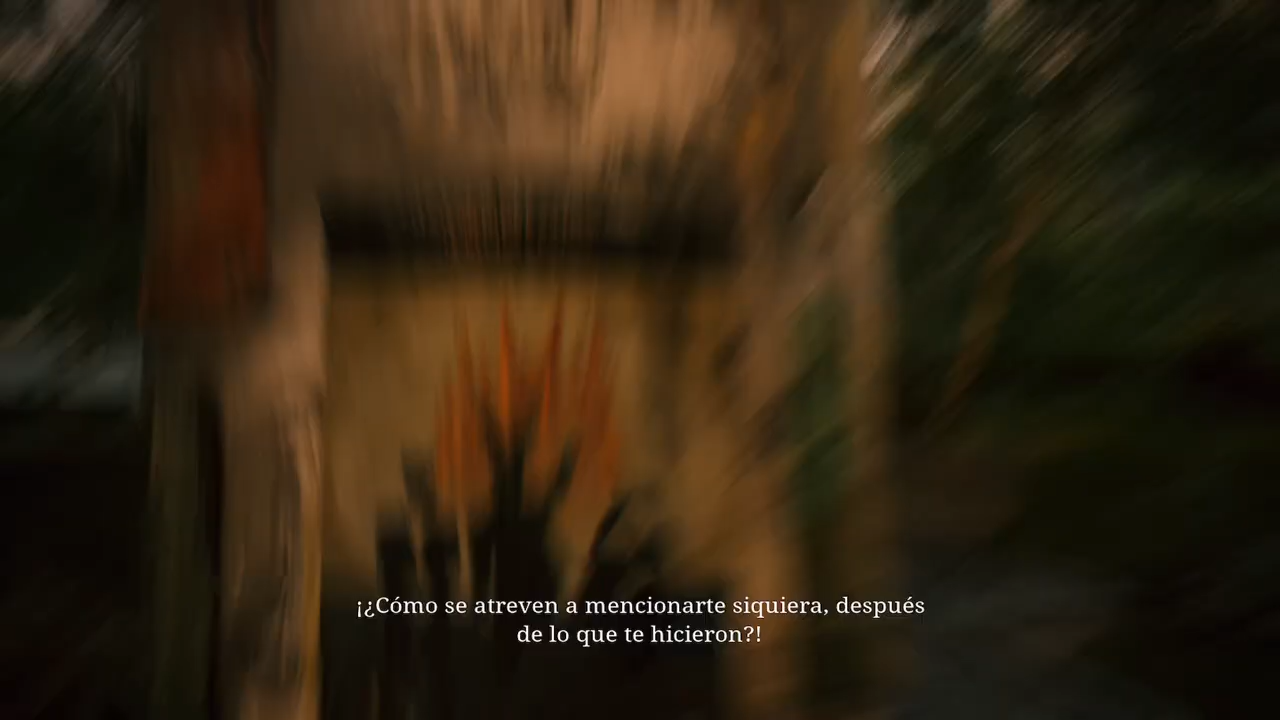 ¡¿Cómo se atreven a mencionarte siquiera, después
de lo que te hicieron?!